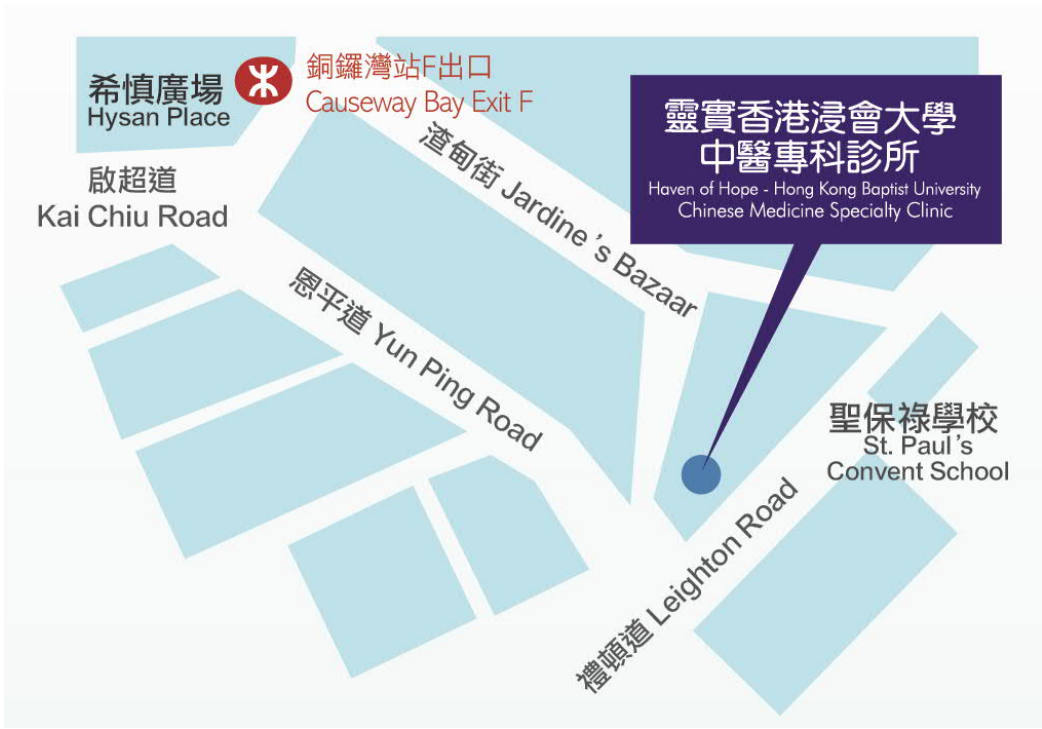 希慎廣場
Hysan Place
銅鑼灣站F出口
Causeway Bay Exit F
靈實香港浸會大學
中醫專科診所
Haven of Hope - Hong Kong Baptist University
Chinese Medicine Specialty Clinic
渣甸街 Jardine's Bazaar
啟超道
Kai Chiu Road
恩平道 Yun Ping Road
聖保祿學校
St. Paul's
Convent School
禮頓道 Leighton Road